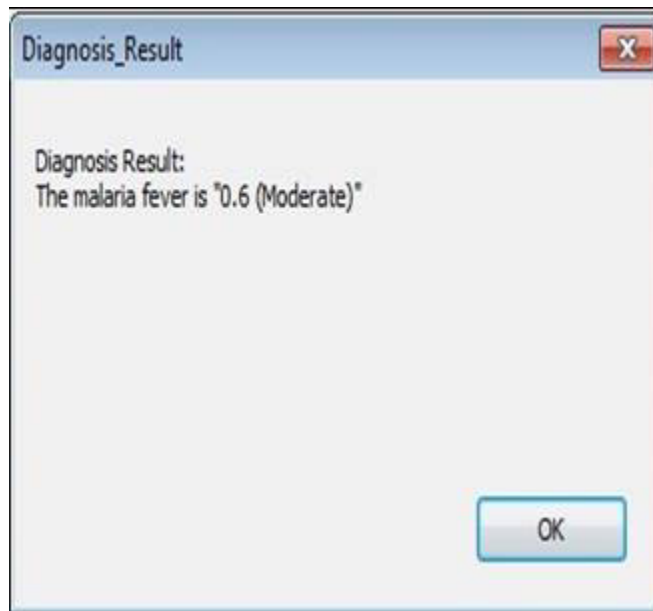 Diagnosis_Result
Diagnosis Result:
The malaria fever is "0.6 (Moderate)"
OK